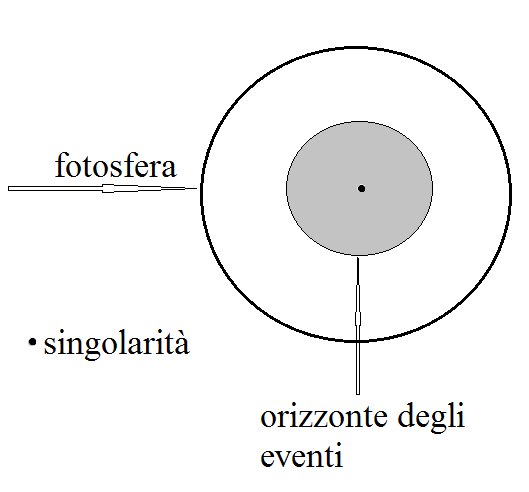 fotosfera
singolarità
orizzonte degli
eventi